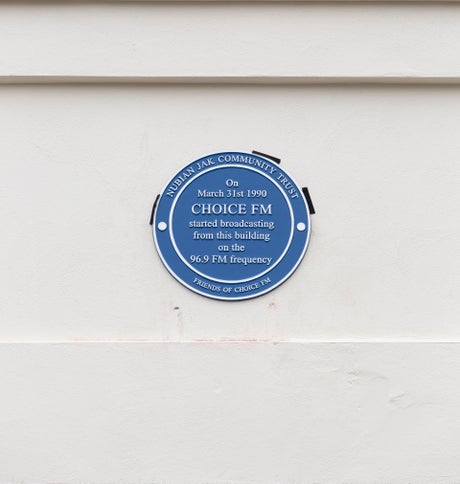 NUBIAN JAK COMMUNITY TRUST
On
March 31st 1990
CHOICE FM
started broadcasting
from this building
on the
96.9 FM frequency
FRIENDS OF CHOICE FM